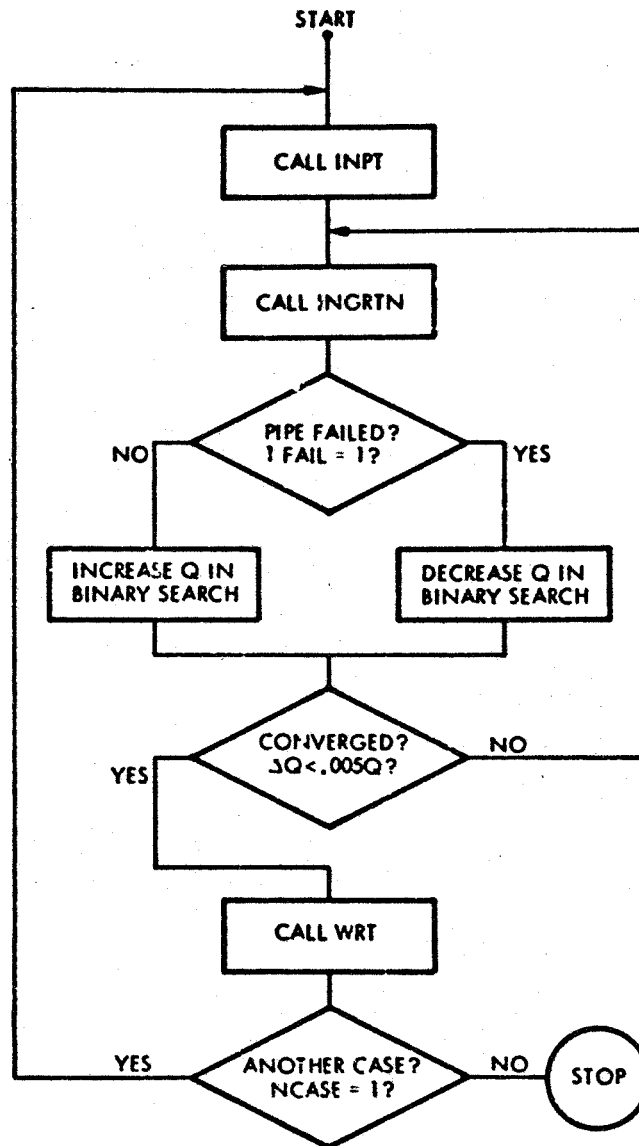 START
CALL INPT
CALL INGRTN
PIPE FAILED?
I FAIL = 1?
NO
YES
INCREASE Q IN
BINARY SEARCH
DECREASE Q IN
BINARY SEARCH
CONVERGED?
ΔQ<.005Q?
YES
NO
CALL WRT
ANOTHER CASE?
NCASE = 1?
YES
NO
STOP